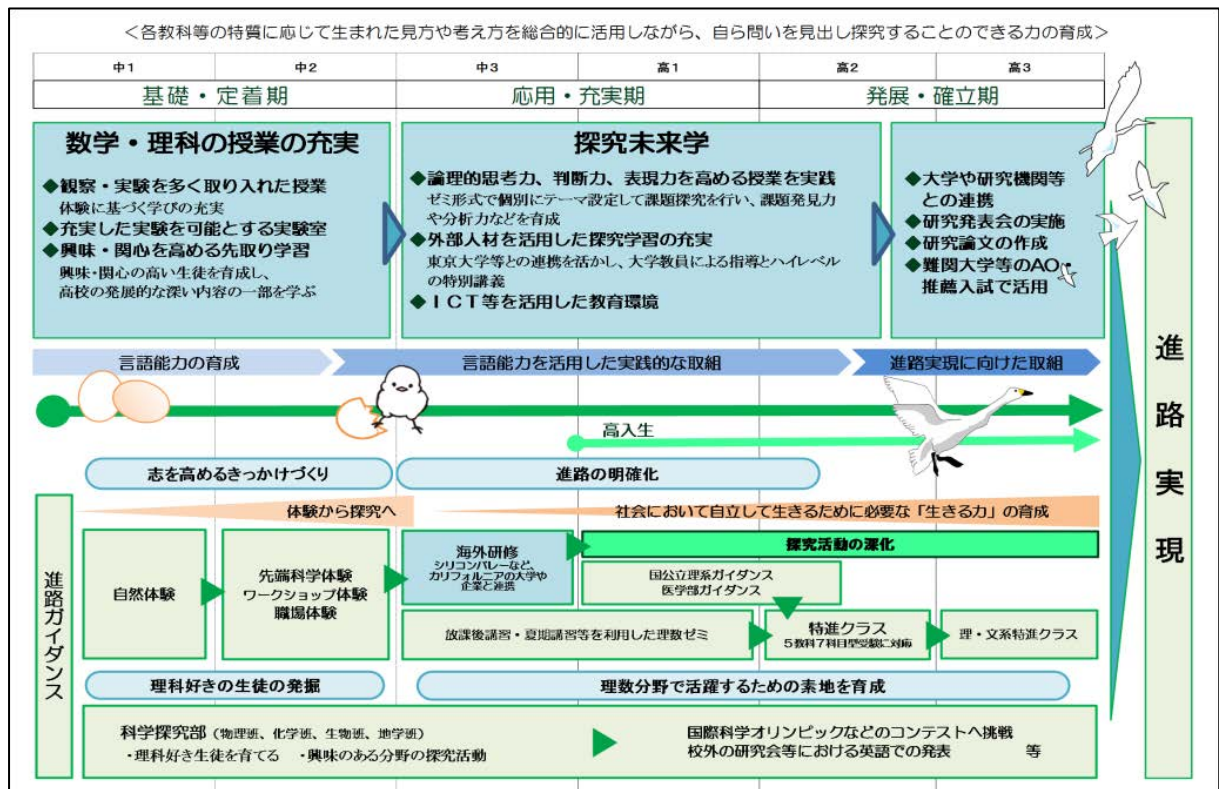 ＜各教科等の特質に応じて生まれた見方や考え方を総合的に活用しながら、自ら問いを見出し探究することのできる力の育成＞
中1 中2 中3 高1 高2 高3
基礎・定着期 応用・充実期 発展・確立期
数学・理科の授業の充実
◆観察・実験を多く取り入れた授業
体験に基づく学びの充実
◆充実した実験を可能とする実験室
◆興味・関心を高める先取り学習
興味・関心の高い生徒を育成し、
高校の発展的な深い内容の一部を学ぶ
探究未来学
◆論理的思考力、判断力、表現力を高める授業を実践
ゼミ形式で個別にテーマ設定して課題探究を行い、課題発見力
や分析力などを育成
◆外部人材を活用した探究学習の充実
東京大学等との連携を活かし、大学教員による指導とハイレベル
の特別講義
◆ＩＣＴ等を活用した教育環境
◆大学や研究機関等
との連携
◆研究発表会の実施
◆研究論文の作成
◆難関大学等のAO・
推薦入試で活用
言語能力の育成 言語能力を活用した実践的な取組 進路実現に向けた取組
高入生
志を高めるきっかけづくり 進路の明確化
体験から探究へ 社会において自立して生きるために必要な「生きる力」の育成
進路ガイダンス
自然体験
先端科学体験
ワークショップ体験
職場体験
海外研修
シリコンバレーなど、
カリフォルニアの大学や
企業と連携
探究活動の深化
国公立理系ガイダンス
医学部ガイダンス
放課後講習・夏期講習等を利用した理数ゼミ
特進クラス
5教科7科目型受験に対応
理・文系特進クラス
理科好きの生徒の発掘 理数分野で活躍するための素地を育成
科学探究部（物理班、化学班、生物班、地学班）
・理科好き生徒を育てる ・興味のある分野の探究活動
国際科学オリンピックなどのコンテストへ挑戦
校外の研究会等における英語での発表 等
進路実現